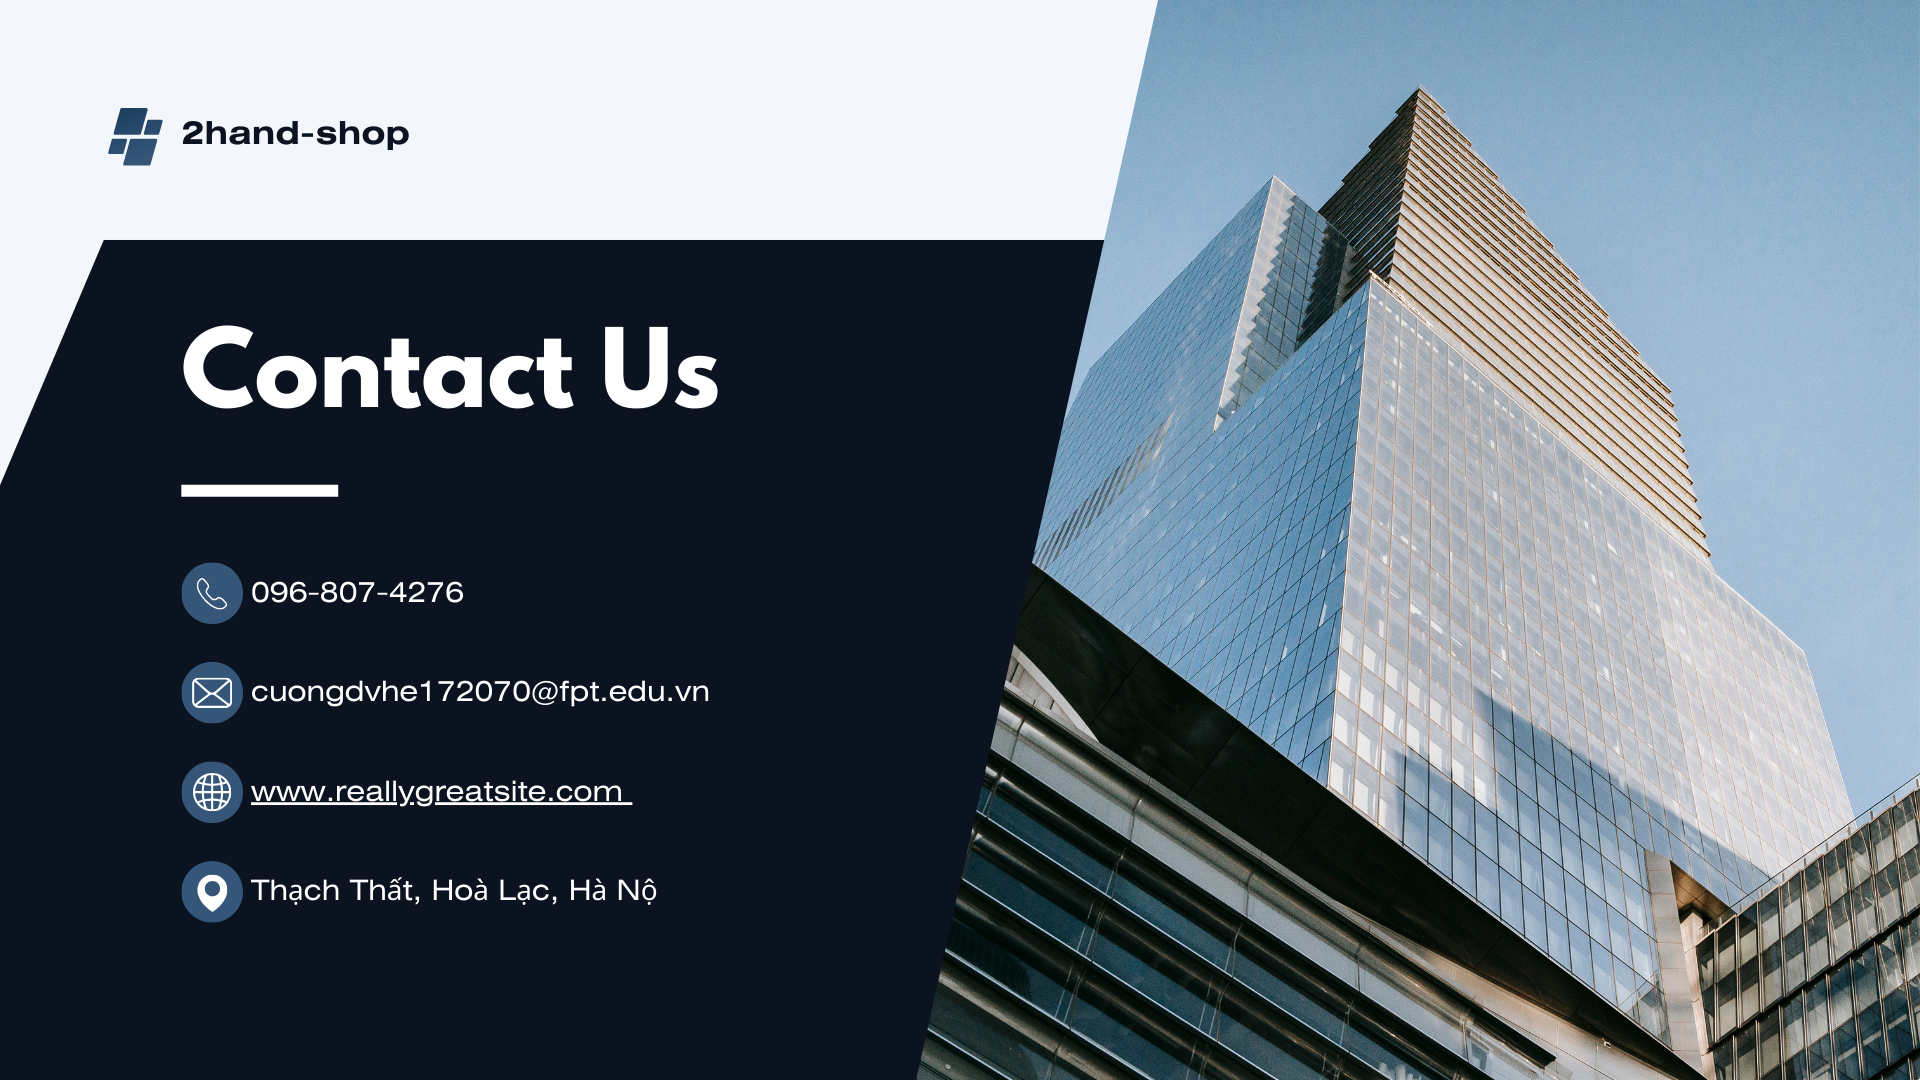 2hand-shop
Contact Us
096-807-4276
cuongdvhe172070@fpt.edu.vn
www.reallygreatsite.com
Thạch Thất, Hoà Lạc, Hà Nộ